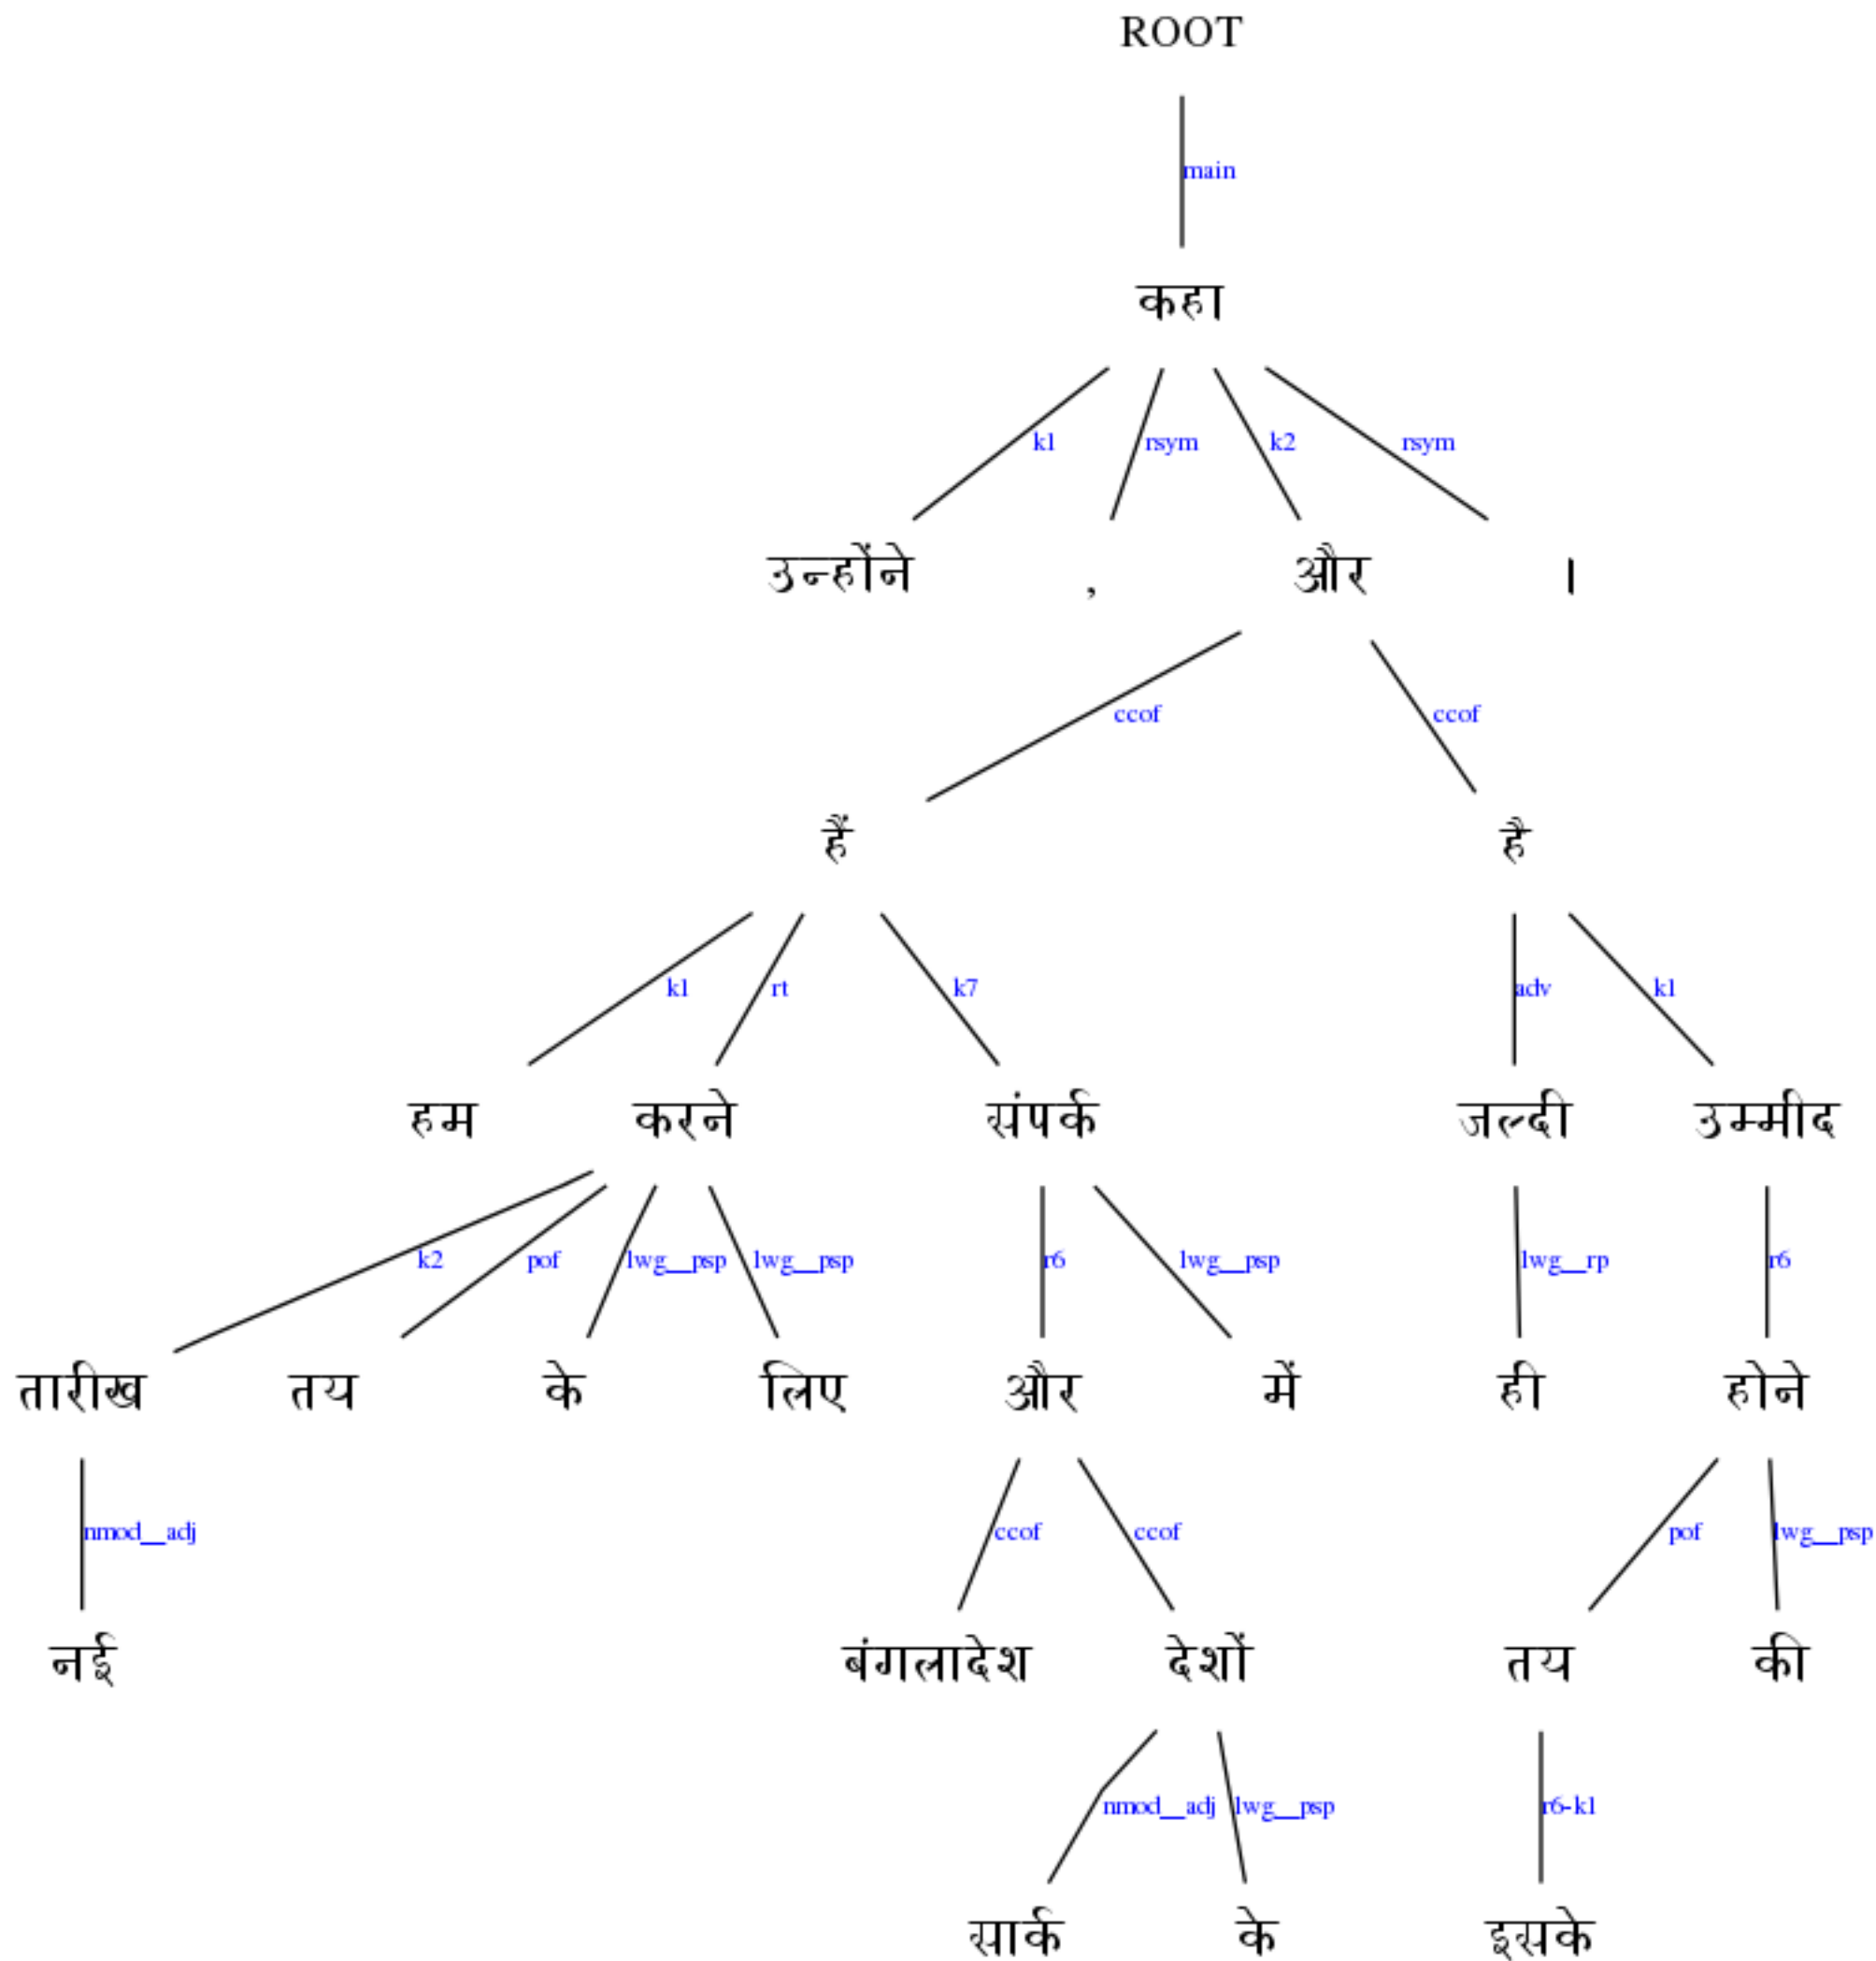 ROOT
main
कहा
k1 rsym k2 rsym
उन्होंने , और ।
ccof ccof
हैं है
k1 rt k7 adv k1
हम करने संपर्क जल्दी उम्मीद
k2 pof lwg__psp lwg__psp r6 lwg__psp lwg__rp r6
तारीख तय के लिए और में ही होने
nmod__adj ccof ccof pof lwg__psp
नई बंगलादेश देशों तय की
nmod__adj lwg__psp r6-k1
सार्क के इसके